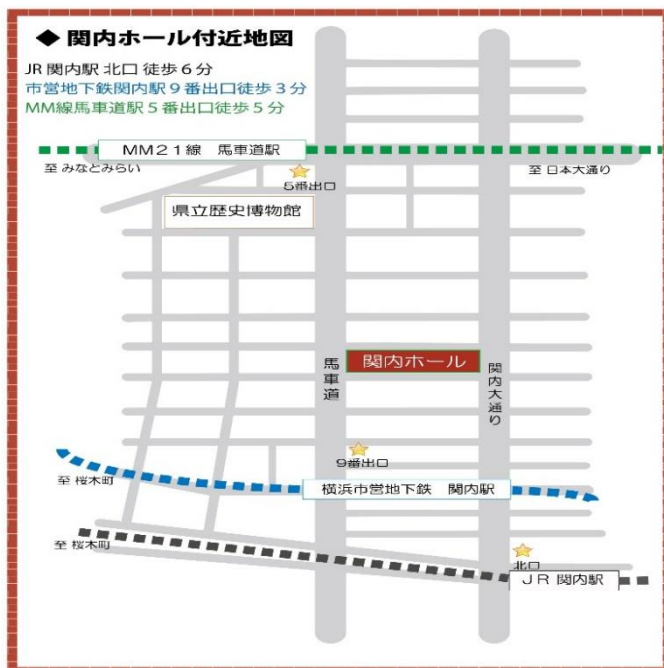 ◆ 関内ホール付近地図
JR 関内駅 北口 徒歩6分
市営地下鉄関内駅9番出口徒歩3分
MM線馬車道駅5番出口徒歩5分
MM21線 馬車道駅
至 みなとみらい
至 日本大通り
5番出口
県立歴史博物館
馬車道
関内ホール
関内大通り
9番出口
至 桜木町
横浜市営地下鉄 関内駅
至 桜木町
北口
JR 関内駅